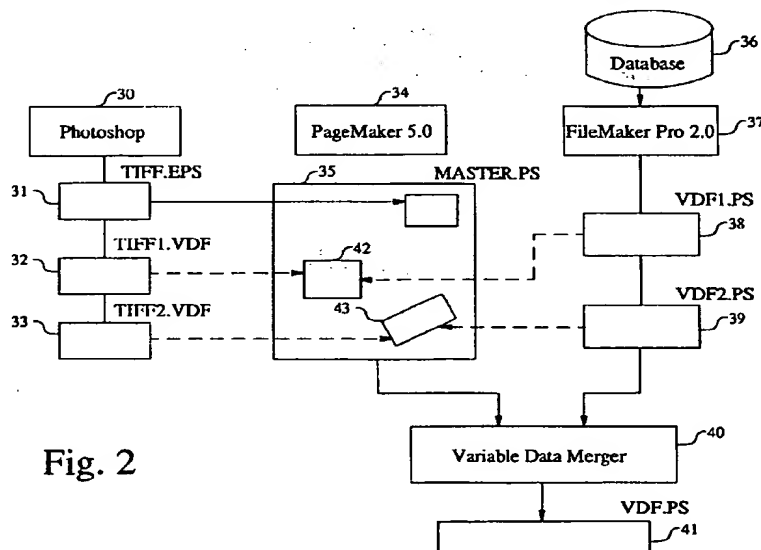 36
Database
30
34
Photoshop
PageMaker 5.0
FileMaker Pro 2.0
37
TIFF.EPS
35
MASTER.PS
31
VDF1.PS
38
TIFF1.VDF
42
32
TIFF2.VDF
43
VDF2.PS
33
39
Variable Data Merger
40
Fig. 2
VDF.PS
41